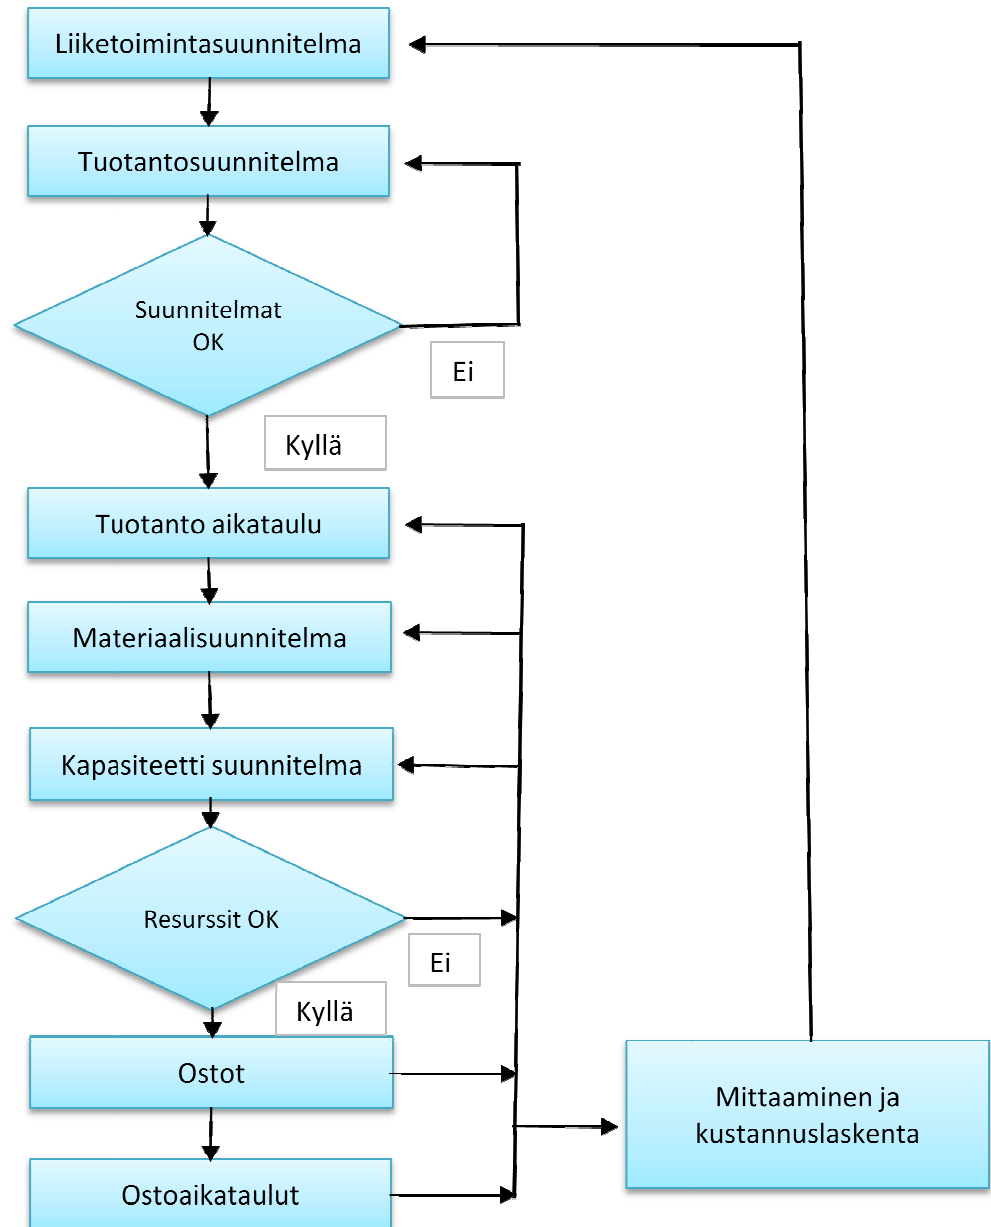 Liiketoimintasuunnitelma
Tuotantosuunnitelma
Suunnitelmat
OK
Ei
Kyllä
Tuotanto aikataulu
Materiaalisuunnitelma
Kapasiteetti suunnitelma
Resurssit OK
Ei
Kyllä
Ostot
Mittaaminen ja
kustannuslaskenta
Ostoaikataulut